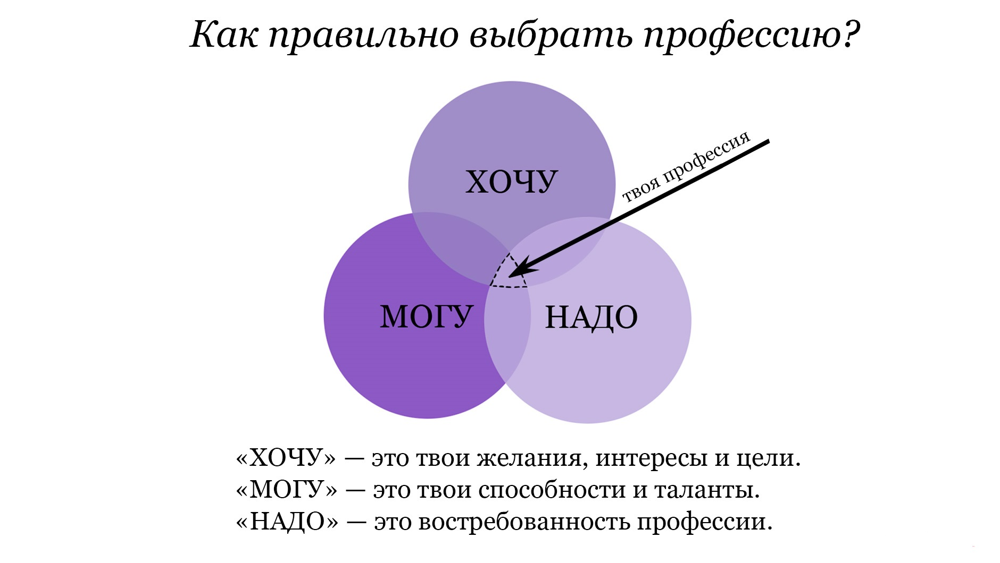 Как правильно выбрать профессию?
ХОЧУ
твоя профессия
МОГУ
НАДО
«ХОЧУ» — это твои желания, интересы и цели.
«МОГУ» — это твои способности и таланты.
«НАДО» — это востребованность профессии.